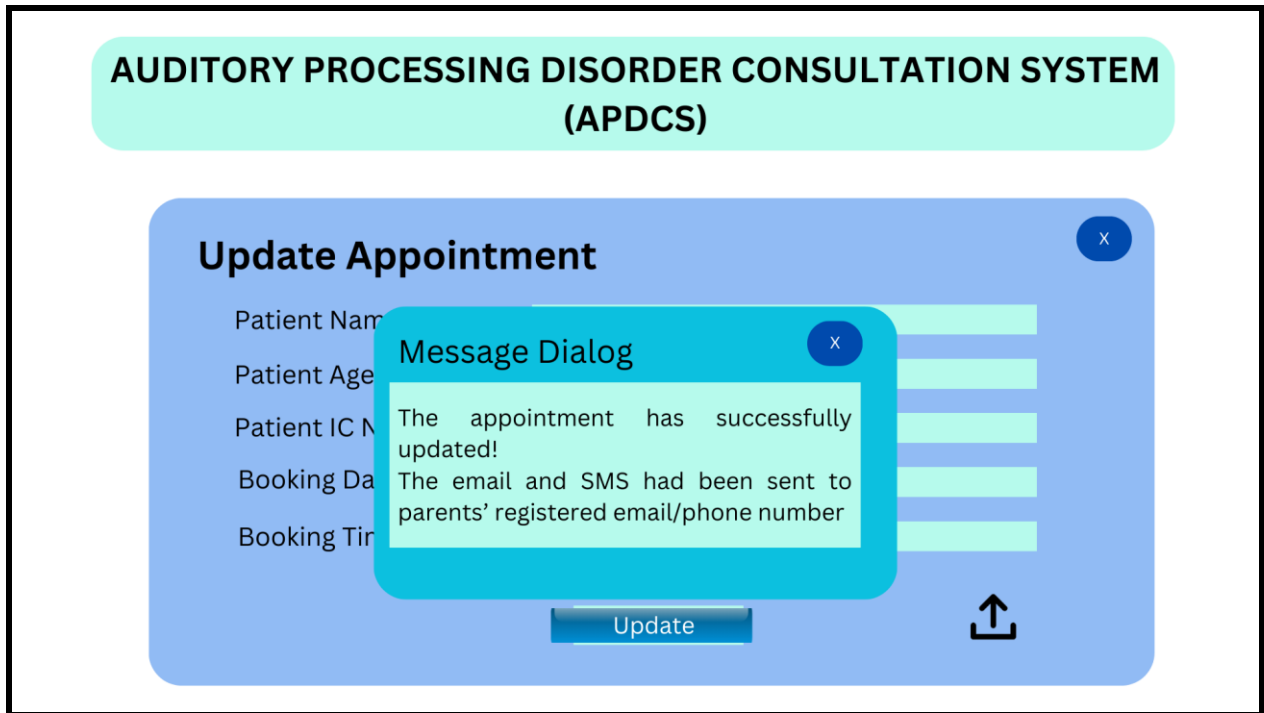 AUDITORY PROCESSING DISORDER CONSULTATION SYSTEM
(APDCS)
Update Appointment
X
Patient Nam
Patient Age
Patient IC N
Booking Da
Booking Tim
Message Dialog
X
The appointment has successfully
updated!
The email and SMS had been sent to
parents’ registered email/phone number
Update